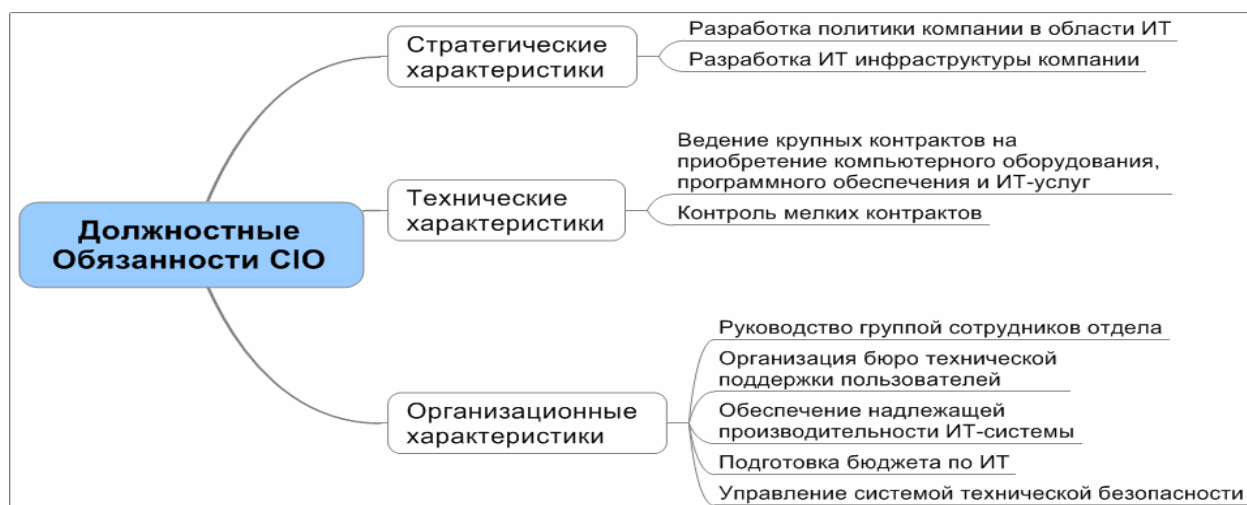 Должностные
Обязанности CIO
Стратегические
характеристики
Разработка политики компании в области ИТ
Разработка ИТ инфраструктуры компании
Технические
характеристики
Ведение крупных контрактов на
приобретение компьютерного оборудования,
программного обеспечения и ИТ-услуг
Контроль мелких контрактов
Организационные
характеристики
Руководство группой сотрудников отдела
Организация бюро технической
поддержки пользователей
Обеспечение надлежащей
производительности ИТ-системы
Подготовка бюджета по ИТ
Управление системой технической безопасности